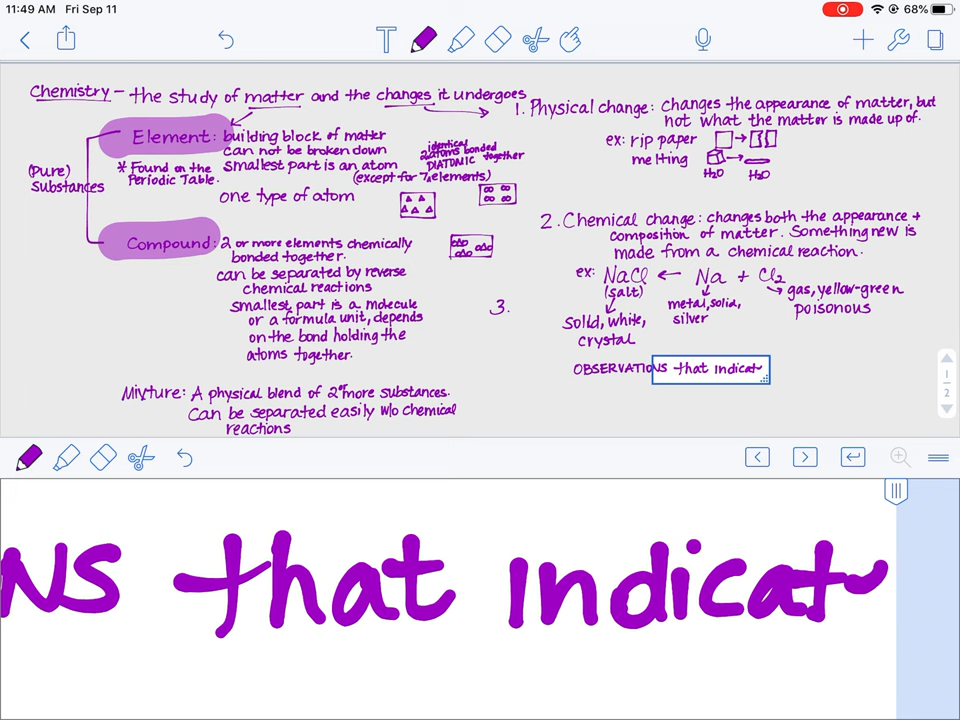 11:49 AM Fri Sep 11
68%
T
Chemistry – the study of matter and the changes it undergoes
Element: building block of matter
can not be broken down
smallest part is an atom
(except for 7 elements)
identical
2 atoms bonded
DIATONIC together
* Found on the
Periodic Table.
one type of atom
(Pure)
Substances
Compound: 2 or more elements chemically
bonded together.
can be separated by reverse
chemical reactions
smallest part is a molecule
or a formula unit, depends
on the bond holding the
atoms together.
Mixture: A physical blend of 2 or more substances.
Can be separated easily w/o chemical
reactions
1. Physical change: changes the appearance of matter, but
not what the matter is made up of.
ex: rip paper
melting
H2O H2O
2. Chemical change: changes both the appearance +
composition of matter. Something new is
made from a chemical reaction.
ex: NaCl ← Na + Cl2
(salt)
solid, white,
crystal
metal, solid,
silver
gas, yellow-green
poisonous
3.
OBSERVATIONS that indicat
1
2
NS that indicat